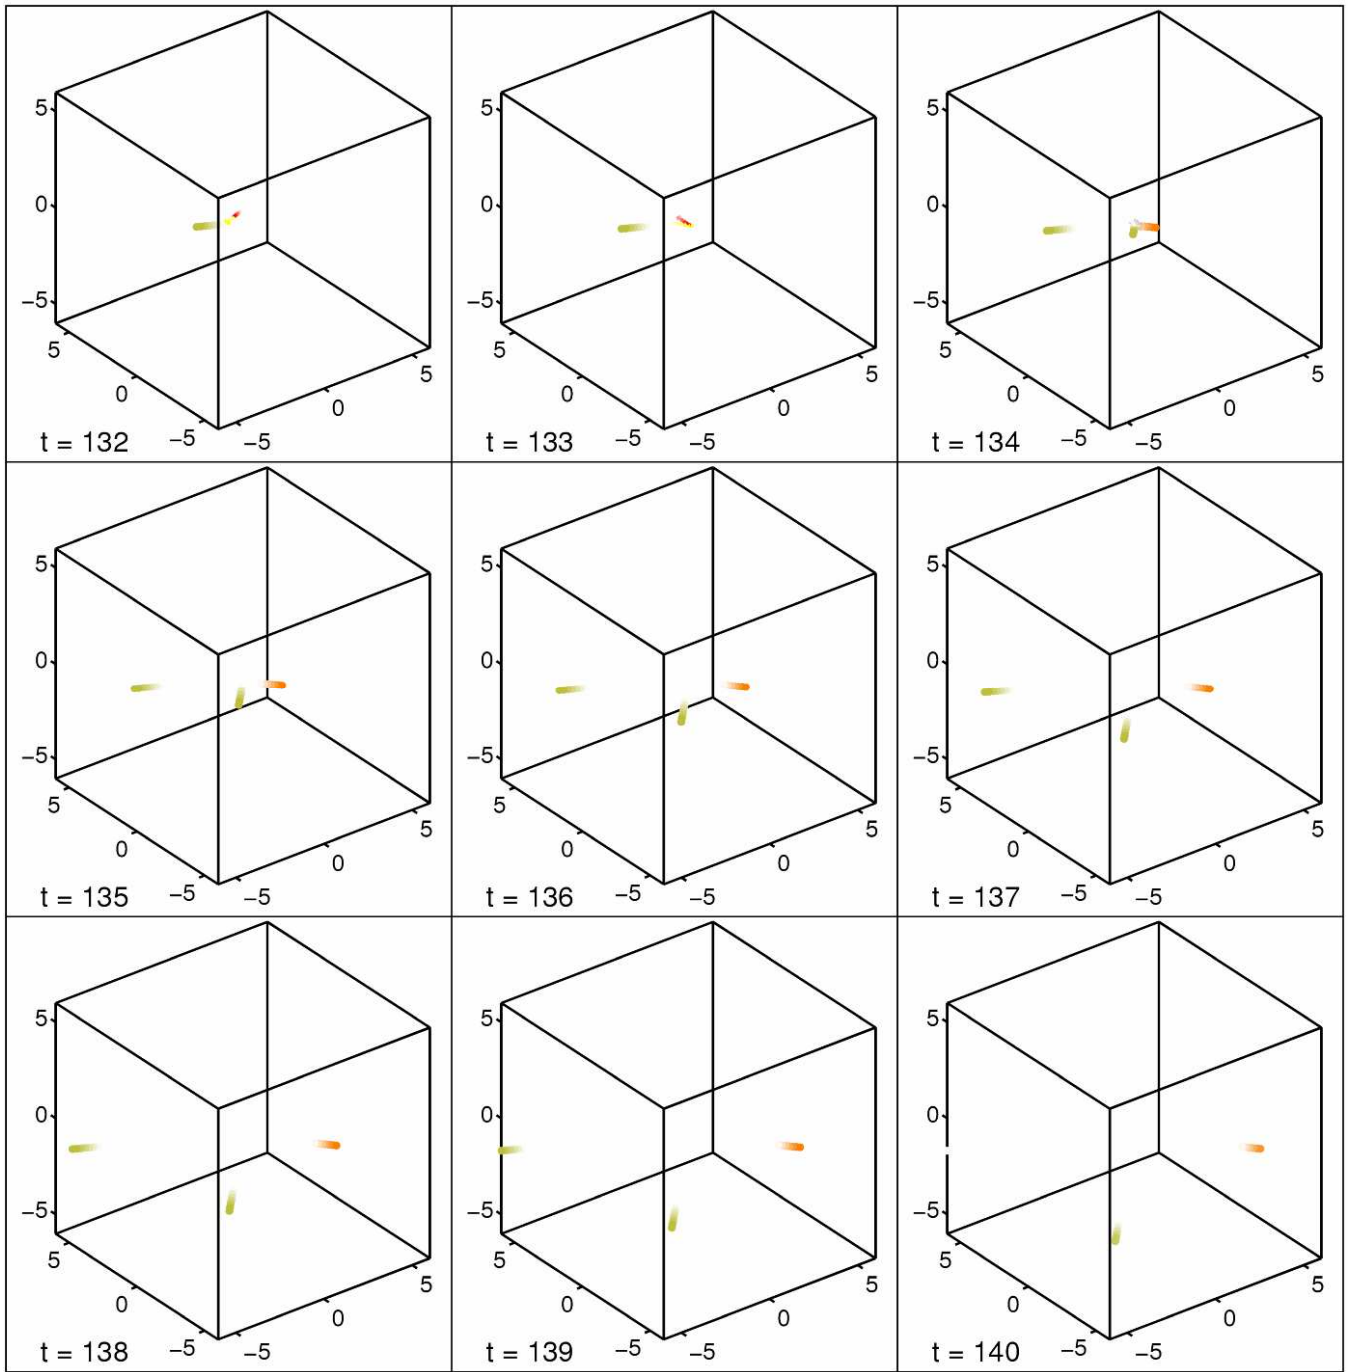 5 0 −5 5 0 −5 −5 0 5 t = 132
5 0 −5 5 0 −5 −5 0 5 t = 133
5 0 −5 5 0 −5 −5 0 5 t = 134
5 0 −5 5 0 −5 −5 0 5 t = 135
5 0 −5 5 0 −5 −5 0 5 t = 136
5 0 −5 5 0 −5 −5 0 5 t = 137
5 0 −5 5 0 −5 −5 0 5 t = 138
5 0 −5 5 0 −5 −5 0 5 t = 139
5 0 −5 5 0 −5 −5 0 5 t = 140